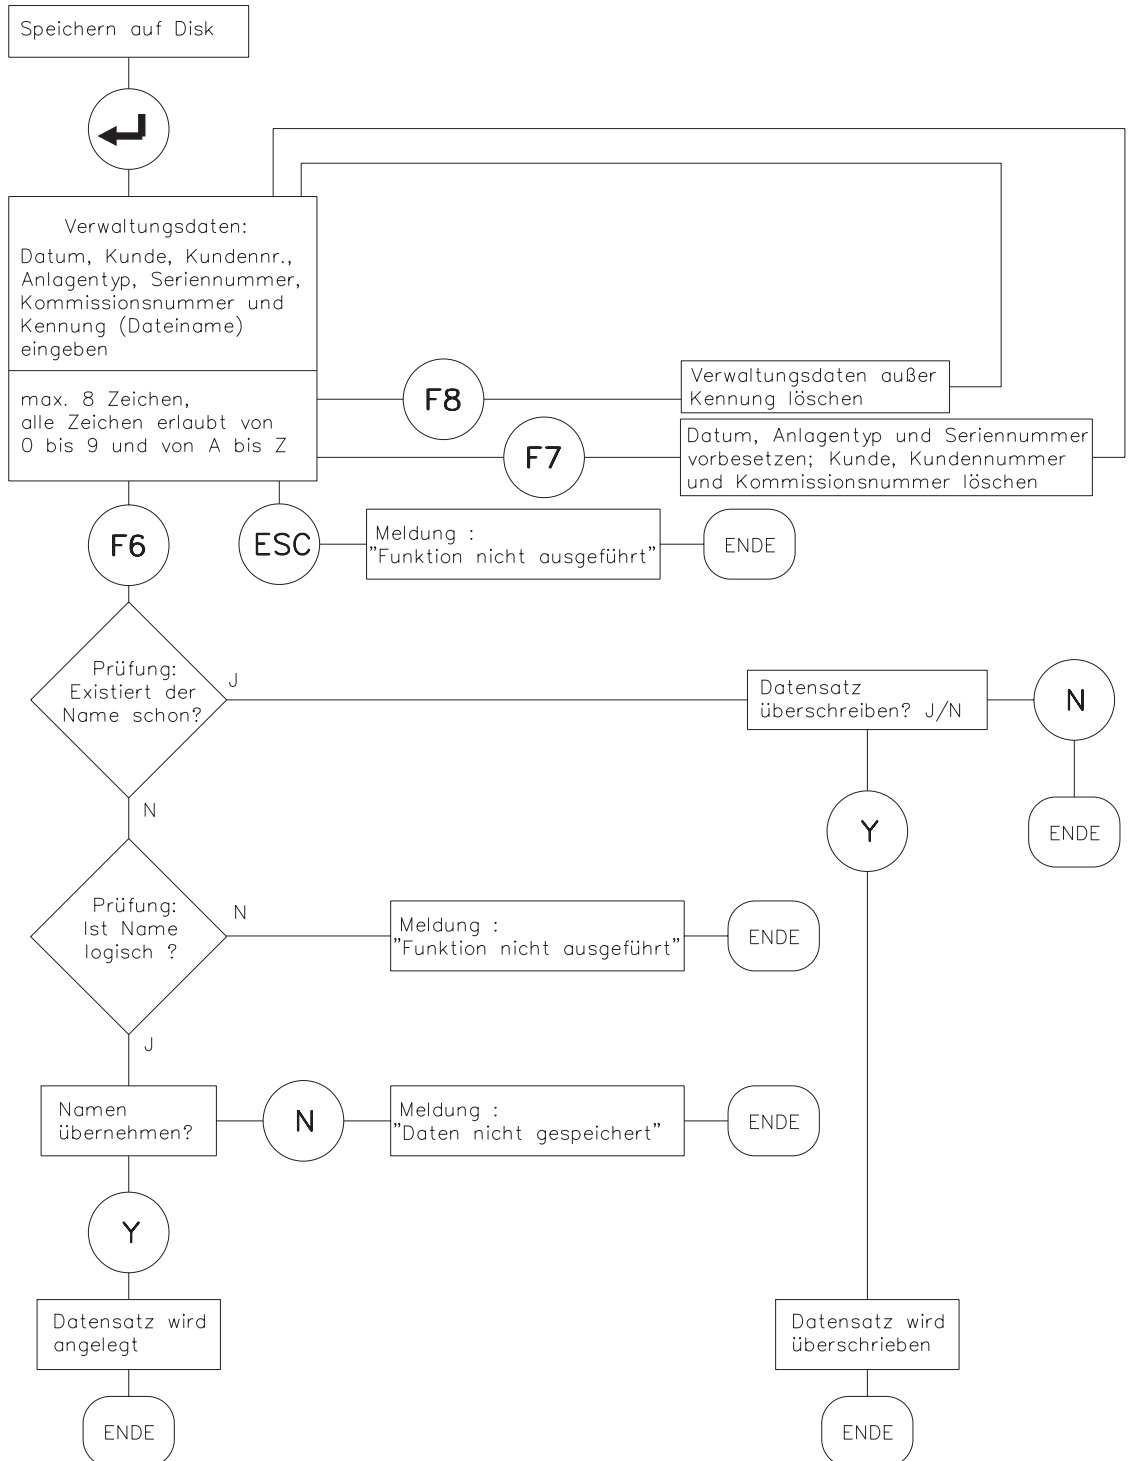 Speichern auf Disk
Verwaltungsdaten:
Datum, Kunde, Kundennr.,
Anlagentyp, Seriennummer,
Kommissionsnummer und
Kennung (Dateiname)
eingeben
max. 8 Zeichen,
alle Zeichen erlaubt von
0 bis 9 und von A bis Z
F8
Verwaltungsdaten außer
Kennung löschen
F7
Datum, Anlagentyp und Seriennummer
vorbesetzen; Kunde, Kundennummer
und Kommissionsnummer löschen
F6
ESC
Meldung :
"Funktion nicht ausgeführt"
ENDE
Prüfung:
Existiert der
Name schon?
J
Datensatz
überschreiben? J/N
N
ENDE
N
Y
Prüfung:
Ist Name
logisch ?
N
Meldung :
"Funktion nicht ausgeführt"
ENDE
J
Namen
übernehmen?
N
Meldung :
"Daten nicht gespeichert"
ENDE
Y
Datensatz wird
angelegt
Datensatz wird
überschrieben
ENDE
ENDE